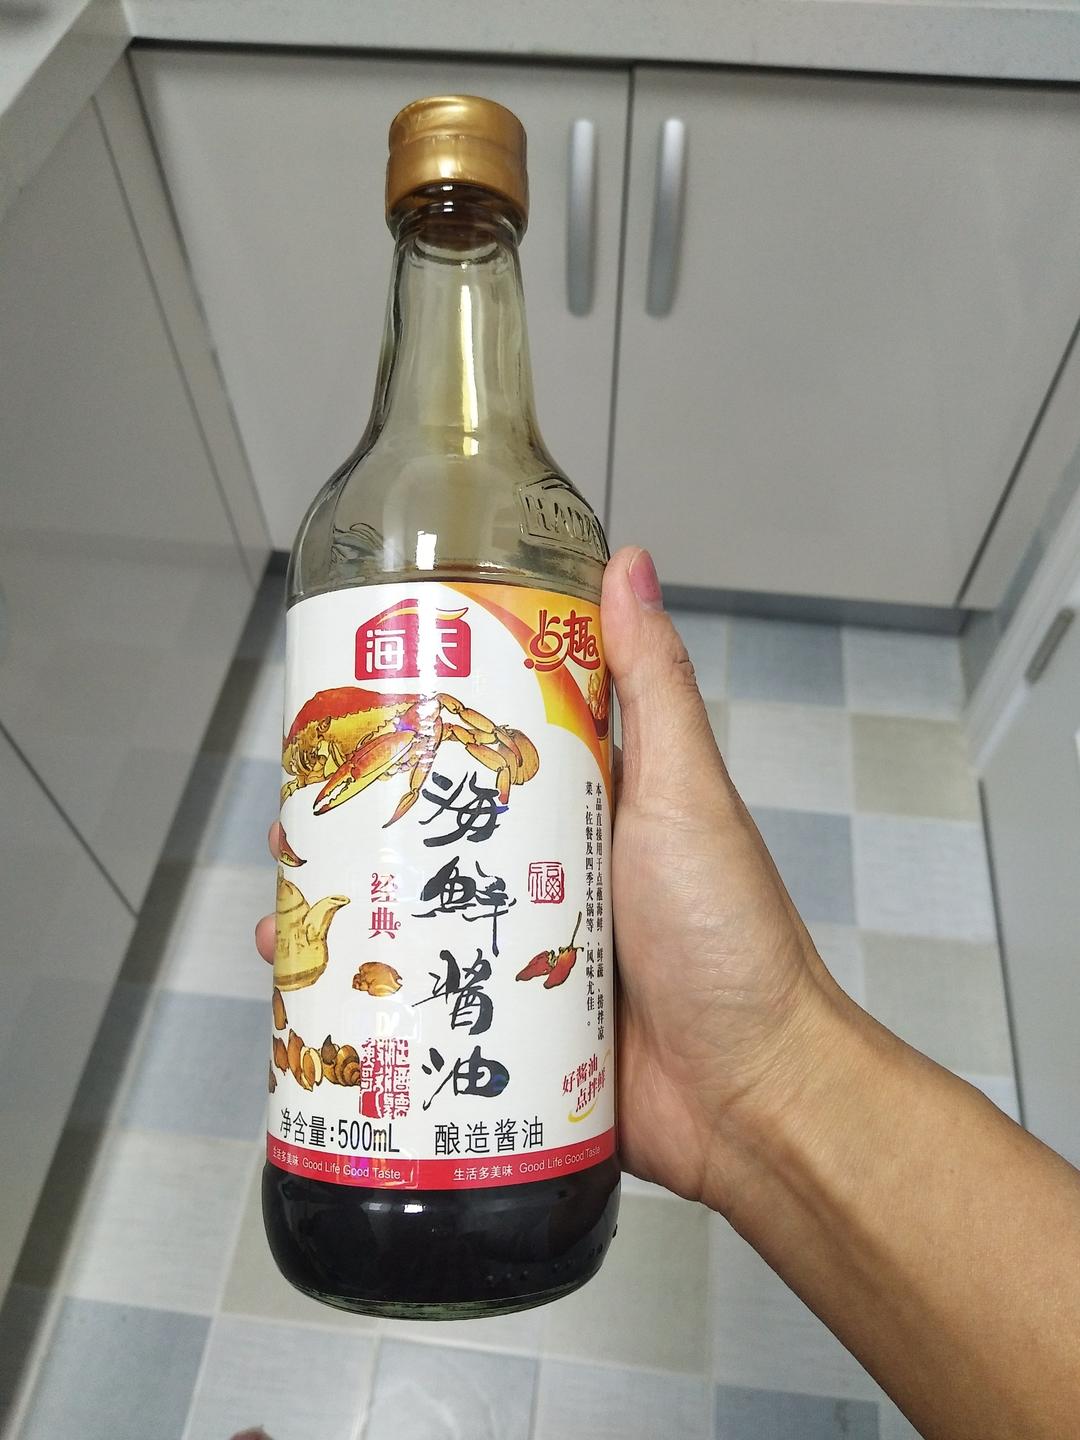 HADAY
海天
点趣
海鲜酱油
经典
福
本品直接用于点蘸海鲜、鲜蔬、捞拌凉
菜、佐餐及四季火锅等，风味尤佳。
好酱油
点拌鲜
净含量:500mL
酿造酱油
生活多美味 Good Life Good Taste
生活多美味 Good Life Good Taste